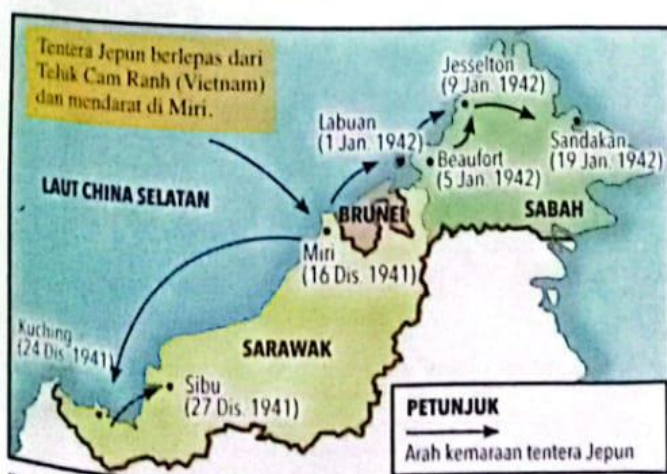 Tentera Jepun berlepas dari
Teluk Cam Ranh (Vietnam)
dan mendarat di Miri.
Jesselton
(9 Jan. 1942)
Labuan
(1 Jan. 1942)
Sandakan
(19 Jan. 1942)
Beaufort
(5 Jan. 1942)
LAUT CHINA SELATAN
BRUNEI
SABAH
Miri
(16 Dis. 1941)
Kuching
(24 Dis. 1941)
SARAWAK
Sibu
(27 Dis. 1941)
PETUNJUK
Arah kemaraan tentera Jepun